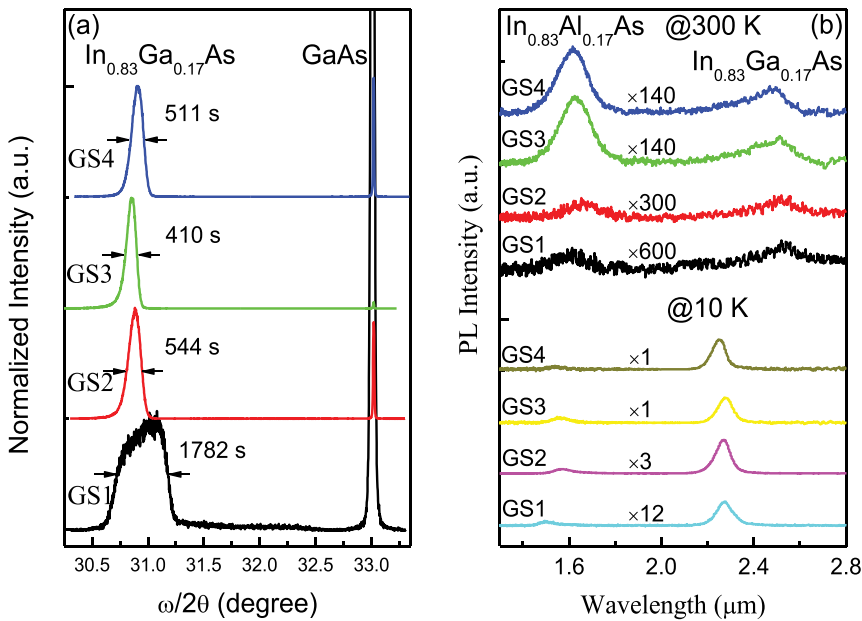 (a)
In0.83Ga0.17As
GaAs
511 s
GS4
410 s
GS3
544 s
GS2
1782 s
GS1
30.5 31.0 31.5 32.0 32.5 33.0
ω/2θ (degree)
Normalized Intensity (a.u.)
(b)
In0.83Al0.17As @300 K
In0.83Ga0.17As
GS4 ×140
GS3 ×140
GS2 ×300
GS1 ×600
@10 K
GS4 ×1
GS3 ×1
GS2 ×3
GS1 ×12
1.6 2.0 2.4 2.8
Wavelength (μm)
PL Intensity (a.u.)